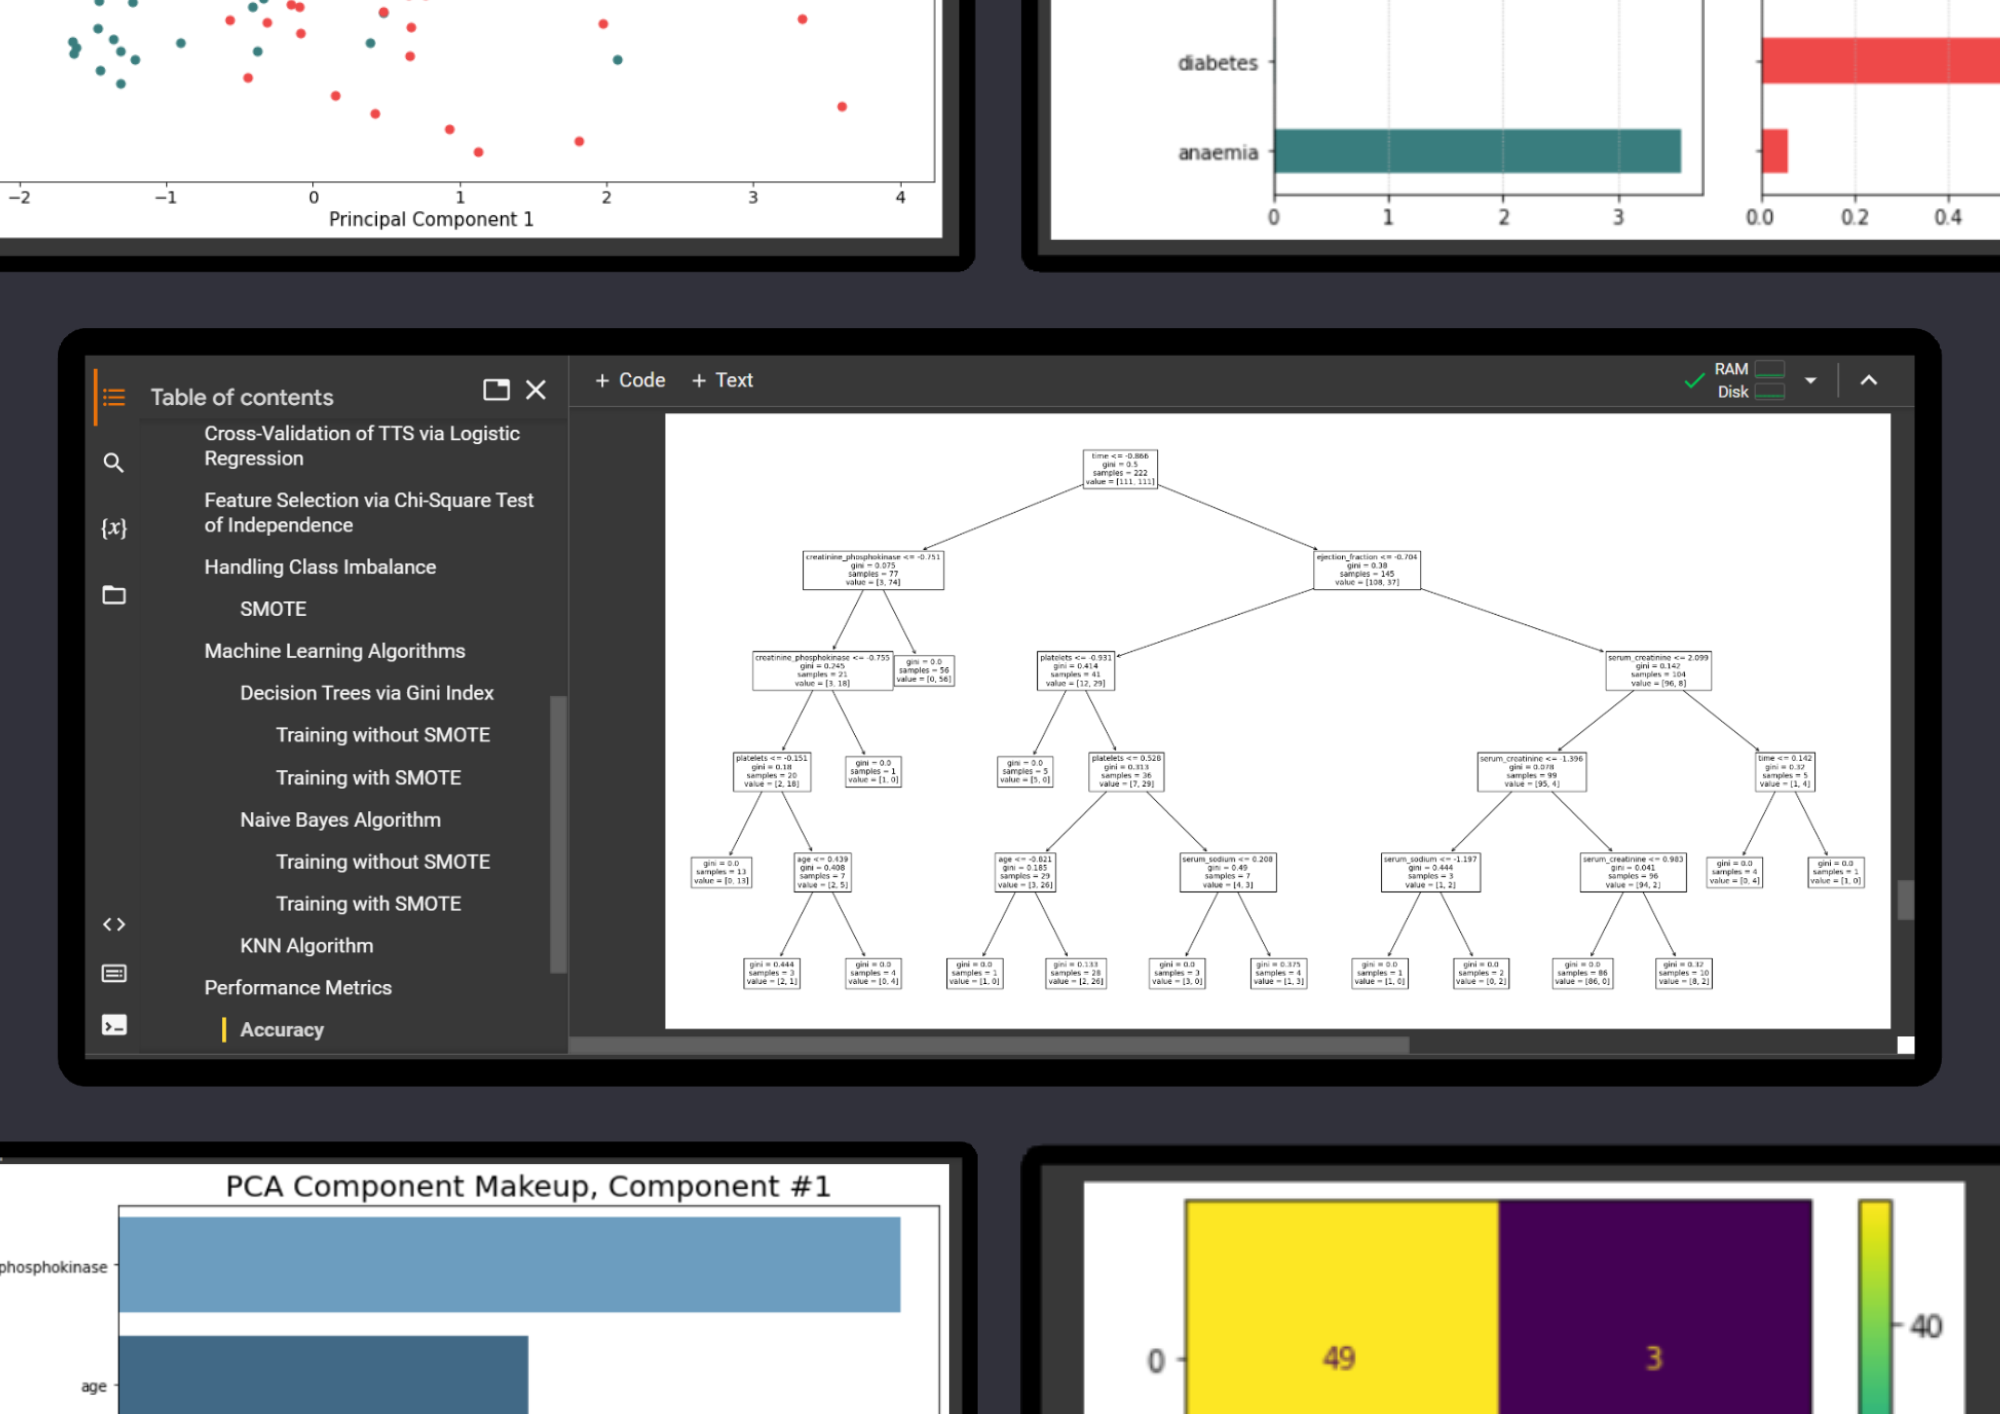 diabetes
anaemia
−2 −1 0 1 2 3 4
Principal Component 1
0 1 2 3
0.0 0.2 0.4
Table of contents
+ Code + Text
RAM
Disk
Cross-Validation of TTS via Logistic
Regression
Feature Selection via Chi-Square Test
of Independence
Handling Class Imbalance
SMOTE
Machine Learning Algorithms
Decision Trees via Gini Index
Training without SMOTE
Training with SMOTE
Naive Bayes Algorithm
Training without SMOTE
Training with SMOTE
KNN Algorithm
Performance Metrics
Accuracy
{x}
time <= -0.866
gini = 0.5
samples = 222
value = [111, 111]
creatinine_phosphokinase <= -0.751
gini = 0.075
samples = 77
value = [3, 74]
ejection_fraction <= -0.704
gini = 0.38
samples = 145
value = [108, 37]
creatinine_phosphokinase <= -0.755
gini = 0.245
samples = 21
value = [3, 18]
gini = 0.0
samples = 56
value = [0, 56]
platelets <= -0.931
gini = 0.414
samples = 41
value = [12, 29]
serum_creatinine <= 2.099
gini = 0.142
samples = 104
value = [96, 8]
platelets <= -0.151
gini = 0.18
samples = 20
value = [2, 18]
gini = 0.0
samples = 1
value = [1, 0]
gini = 0.0
samples = 5
value = [5, 0]
platelets <= 0.528
gini = 0.313
samples = 36
value = [7, 29]
serum_creatinine <= -1.396
gini = 0.078
samples = 99
value = [95, 4]
time <= 0.142
gini = 0.32
samples = 5
value = [1, 4]
gini = 0.0
samples = 13
value = [0, 13]
age <= 0.439
gini = 0.408
samples = 7
value = [2, 5]
age <= -0.821
gini = 0.185
samples = 29
value = [3, 26]
serum_sodium <= 0.208
gini = 0.49
samples = 7
value = [4, 3]
serum_sodium <= -1.197
gini = 0.444
samples = 3
value = [1, 2]
serum_creatinine <= 0.983
gini = 0.041
samples = 96
value = [94, 2]
gini = 0.0
samples = 4
value = [0, 4]
gini = 0.0
samples = 1
value = [1, 0]
gini = 0.444
samples = 3
value = [2, 1]
gini = 0.0
samples = 4
value = [0, 4]
gini = 0.0
samples = 1
value = [1, 0]
gini = 0.133
samples = 28
value = [2, 26]
gini = 0.0
samples = 3
value = [3, 0]
gini = 0.375
samples = 4
value = [1, 3]
gini = 0.0
samples = 1
value = [1, 0]
gini = 0.0
samples = 2
value = [0, 2]
gini = 0.0
samples = 86
value = [86, 0]
gini = 0.32
samples = 10
value = [8, 2]
PCA Component Makeup, Component #1
phosphokinase
age
0
49
3
40